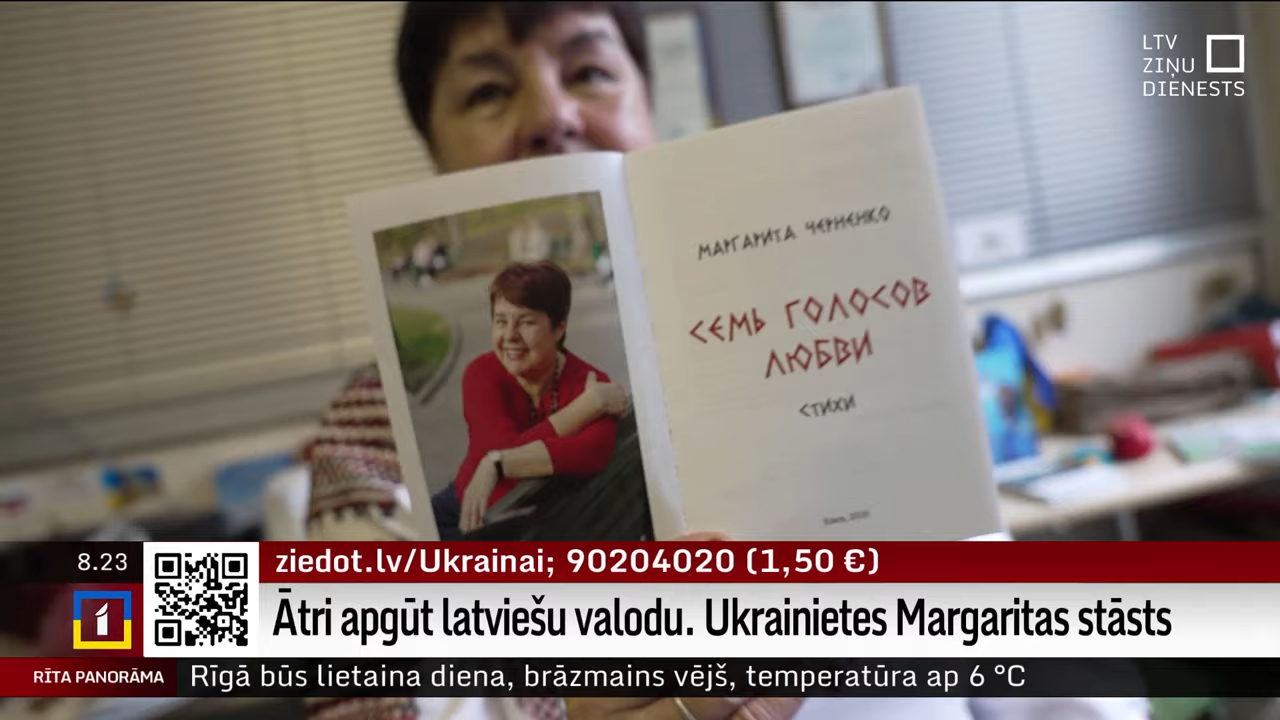 LTV
ZIŅU
DIENESTS
МАРГАРИТА ЧЕРНЕНКО
СЕМЬ ГОЛОСОВ
ЛЮБВИ
СТИХИ
8.23
ziedot.lv/Ukrainai; 90204020 (1,50 €)
1
Ātri apgūt latviešu valodu. Ukrainietes Margaritas stāsts
RĪTA PANORĀMA
Rīgā būs lietaina diena, brāzmains vējš, temperatūra ap 6 °C